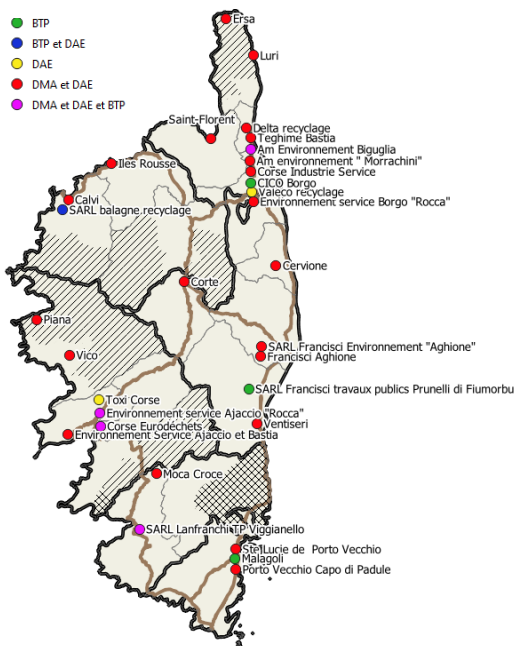 BTP
BTP et DAE
DAE
DMA et DAE
DMA et DAE et BTP
Ersa
Luri
Saint-Florent
Delta recyclage
Teghime Bastia
Am Environnement Biguglia
Am environement " Morrachini"
Iles Rousse
Corse Industrie Service
CICO Borgo
Valeco recyclage
Calvi
Environnement service Borgo "Rocca"
SARL balagne recyclage
Cervione
Corte
Piana
SARL Francisci Environnement "Aghione"
Vico
Francisci Aghione
SARL Francisci travaux publics Prunelli di Fiumorbu
Toxi Corse
Environnement service Ajaccio "Rocca"
Corse Eurodéchets
Ventiseri
Environnement Service Ajaccio et Bastia
Moca Croce
SARL Lanfranchi TP Viggianello
Ste Lucie de Porto Vecchio
Malagoli
Porto Vecchio Capo di Padule